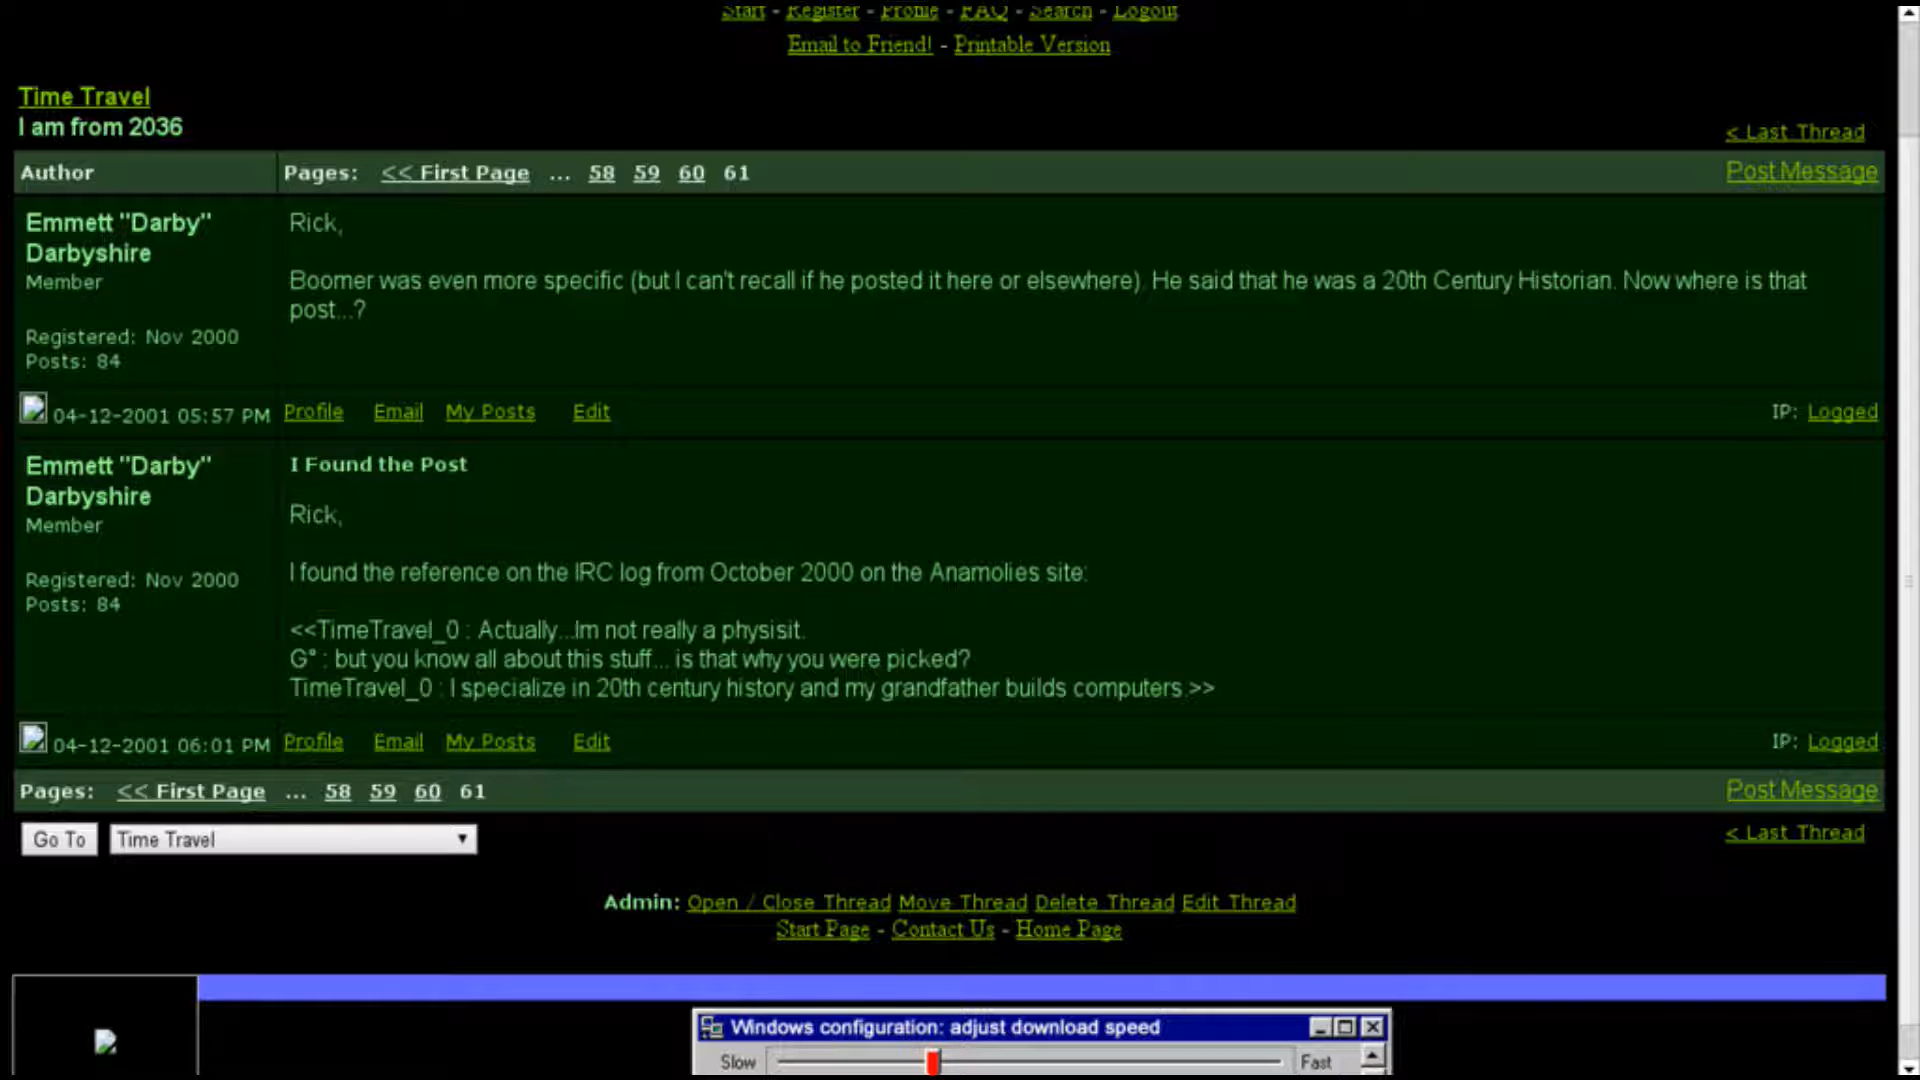 Start - Register - Profile - FAQ - Search - Logout
Email to Friend! - Printable Version
Time Travel
I am from 2036
< Last Thread
Author
Pages: << First Page ... 58 59 60 61
Post Message
Emmett "Darby"
Darbyshire
Member
Registered: Nov 2000
Posts: 84
Rick,
Boomer was even more specific (but I can't recall if he posted it here or elsewhere). He said that he was a 20th Century Historian. Now where is that
post...?
04-12-2001 05:57 PM Profile Email My Posts Edit IP: Logged
Emmett "Darby"
Darbyshire
Member
Registered: Nov 2000
Posts: 84
I Found the Post
Rick,
I found the reference on the IRC log from October 2000 on the Anamolies site:
<<TimeTravel_0 : Actually...Im not really a physisit.
G° : but you know all about this stuff... is that why you were picked?
TimeTravel_0 : I specialize in 20th century history and my grandfather builds computers.>>
04-12-2001 06:01 PM Profile Email My Posts Edit IP: Logged
Pages: << First Page ... 58 59 60 61
Post Message
Go To Time Travel
< Last Thread
Admin: Open / Close Thread Move Thread Delete Thread Edit Thread
Start Page - Contact Us - Home Page
Windows configuration: adjust download speed
Slow Fast